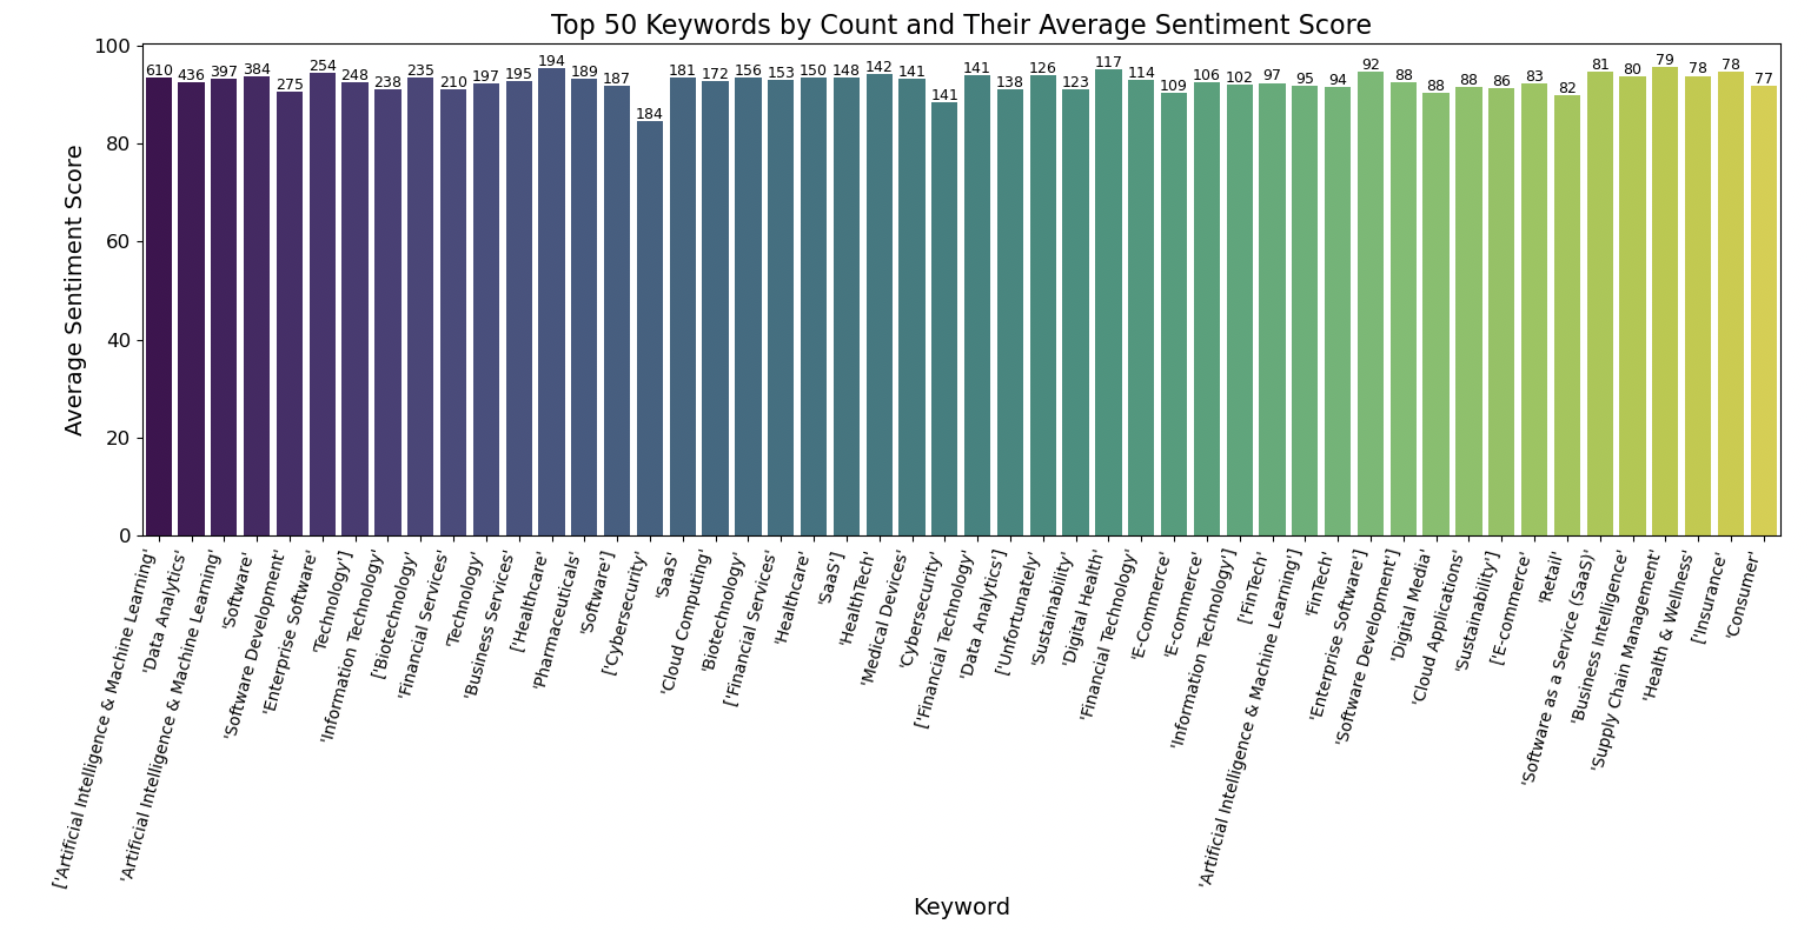 Top 50 Keywords by Count and Their Average Sentiment Score
Average Sentiment Score
100
80
60
40
20
0
610
436
397
384
275
254
248
238
235
210
197
195
194
189
187
184
181
172
156
153
150
148
142
141
141
141
138
126
123
117
114
109
106
102
97
95
94
92
88
88
88
86
83
82
81
80
79
78
78
77
['Artificial Intelligence & Machine Learning'
'Data Analytics'
'Artificial Intelligence & Machine Learning'
'Software'
'Software Development'
'Enterprise Software'
'Technology']
'Information Technology'
['Biotechnology'
'Financial Services'
'Technology'
'Business Services'
['Healthcare'
'Pharmaceuticals'
'Software']
['Cybersecurity'
'SaaS'
'Cloud Computing'
'Biotechnology'
['Financial Services'
'Healthcare'
'SaaS']
'HealthTech'
'Medical Devices'
'Cybersecurity'
['Financial Technology'
'Data Analytics']
['Unfortunately'
'Sustainability'
'Digital Health'
'Financial Technology'
'E-Commerce'
'E-commerce'
'Information Technology']
['FinTech'
'Artificial Intelligence & Machine Learning']
'FinTech'
'Enterprise Software']
'Software Development']
'Digital Media'
'Cloud Applications'
'Sustainability']
['E-commerce'
'Retail'
'Software as a Service (SaaS)'
'Business Intelligence'
'Supply Chain Management'
'Health & Wellness'
['Insurance'
'Consumer'
Keyword